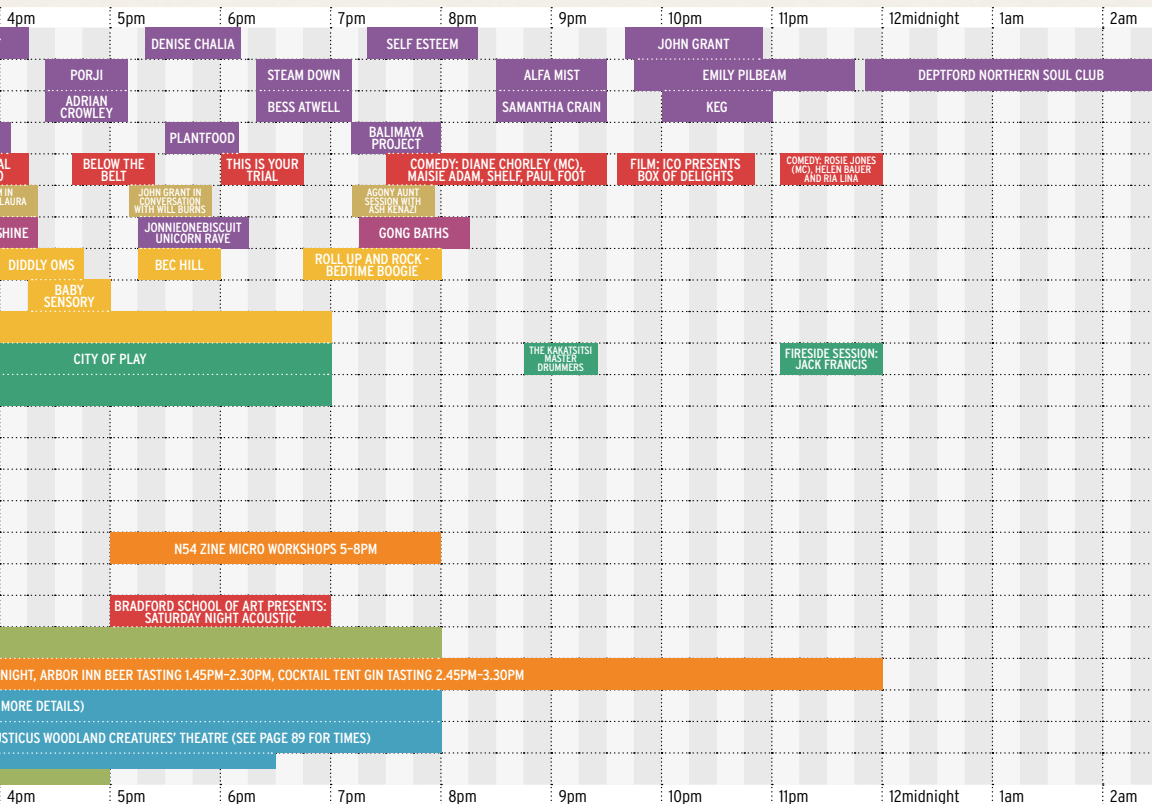 4pm 5pm 6pm 7pm 8pm 9pm 10pm 11pm 12midnight 1am 2am
DENISE CHALIA SELF ESTEEM JOHN GRANT
PORJI STEAM DOWN ALFA MIST EMILY PILBEAM DEPTFORD NORTHERN SOUL CLUB
ADRIAN
CROWLEY
BESS ATWELL SAMANTHA CRAIN KEG
PLANTFOOD
BALIMAYA
PROJECT
AL
BELOW THE
BELT
THIS IS YOUR
TRIAL
COMEDY: DIANE CHORLEY (MC),
MAISIE ADAM, SHELF, PAUL FOOT
FILM: ICO PRESENTS
BOX OF DELIGHTS
COMEDY: ROSIE JONES
(MC), HELEN BAUER
AND RIA LINA
IN
LAURA
JOHN GRANT IN
CONVERSATION
WITH WILL BURNS
AGONY AUNT
SESSION WITH
ASH KENAZI
SHINE
JONNIEONEBISCUIT
UNICORN RAVE
GONG BATHS
DIDDLY OMS BEC HILL
ROLL UP AND ROCK -
BEDTIME BOOGIE
BABY
SENSORY
CITY OF PLAY
THE KAKATSITSI
MASTER
DRUMMERS
FIRESIDE SESSION:
JACK FRANCIS
N54 ZINE MICRO WORKSHOPS 5-8PM
BRADFORD SCHOOL OF ART PRESENTS:
SATURDAY NIGHT ACOUSTIC
NIGHT, ARBOR INN BEER TASTING 1.45PM-2.30PM, COCKTAIL TENT GIN TASTING 2.45PM-3.30PM
MORE DETAILS)
STICUS WOODLAND CREATURES' THEATRE (SEE PAGE 89 FOR TIMES)
4pm 5pm 6pm 7pm 8pm 9pm 10pm 11pm 12midnight 1am 2am